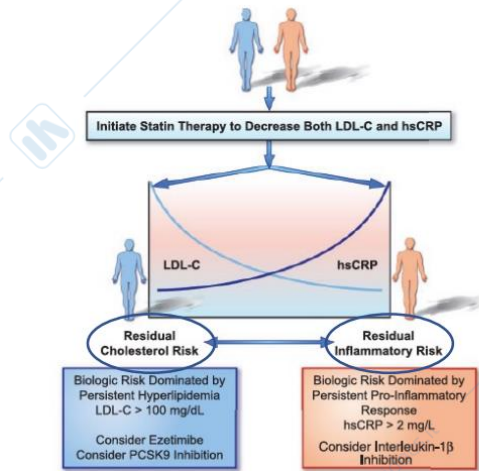 Initiate Statin Therapy to Decrease Both LDL-C and hsCRP
LDL-C
hsCRP
Residual
Cholesterol Risk
Residual
Inflammatory Risk
Biologic Risk Dominated by
Persistent Hyperlipidemia
LDL-C > 100 mg/dL
Consider Ezetimibe
Consider PCSK9 Inhibition
Biologic Risk Dominated by
Persistent Pro-Inflammatory
Response
hsCRP > 2 mg/L
Consider Interleukin-1β
Inhibition